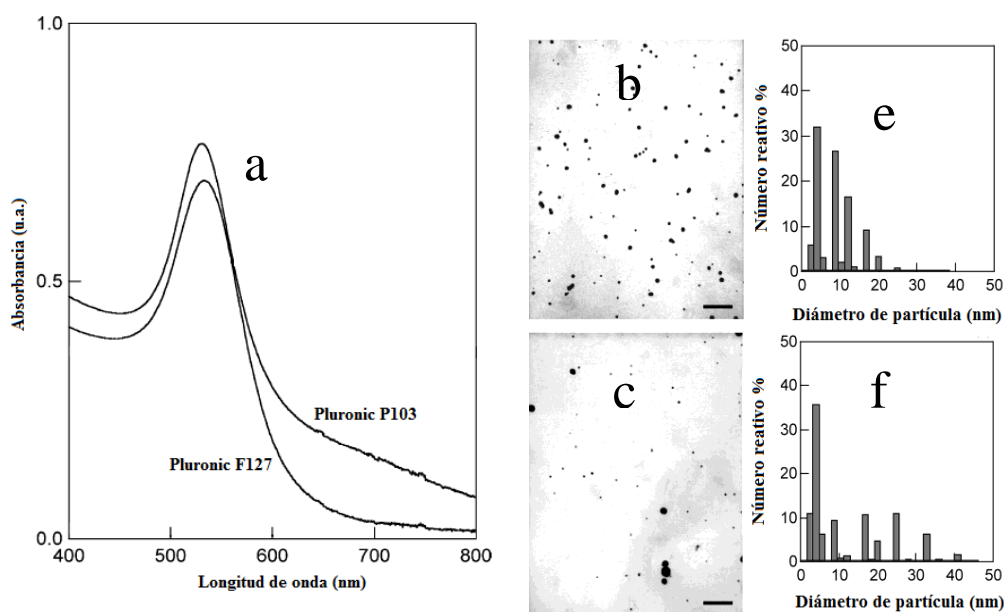 1.0
0.5
0.0
Absorbancia (u.a.)
a
Pluronic P103
Pluronic F127
400 500 600 700 800
Longitud de onda (nm)
b
c
50
40
30
20
10
0
Número reativo %
e
0 10 20 30 40 50
Diámetro de partícula (nm)
50
40
30
20
10
0
Número reativo %
f
0 10 20 30 40 50
Diámetro de partícula (nm)